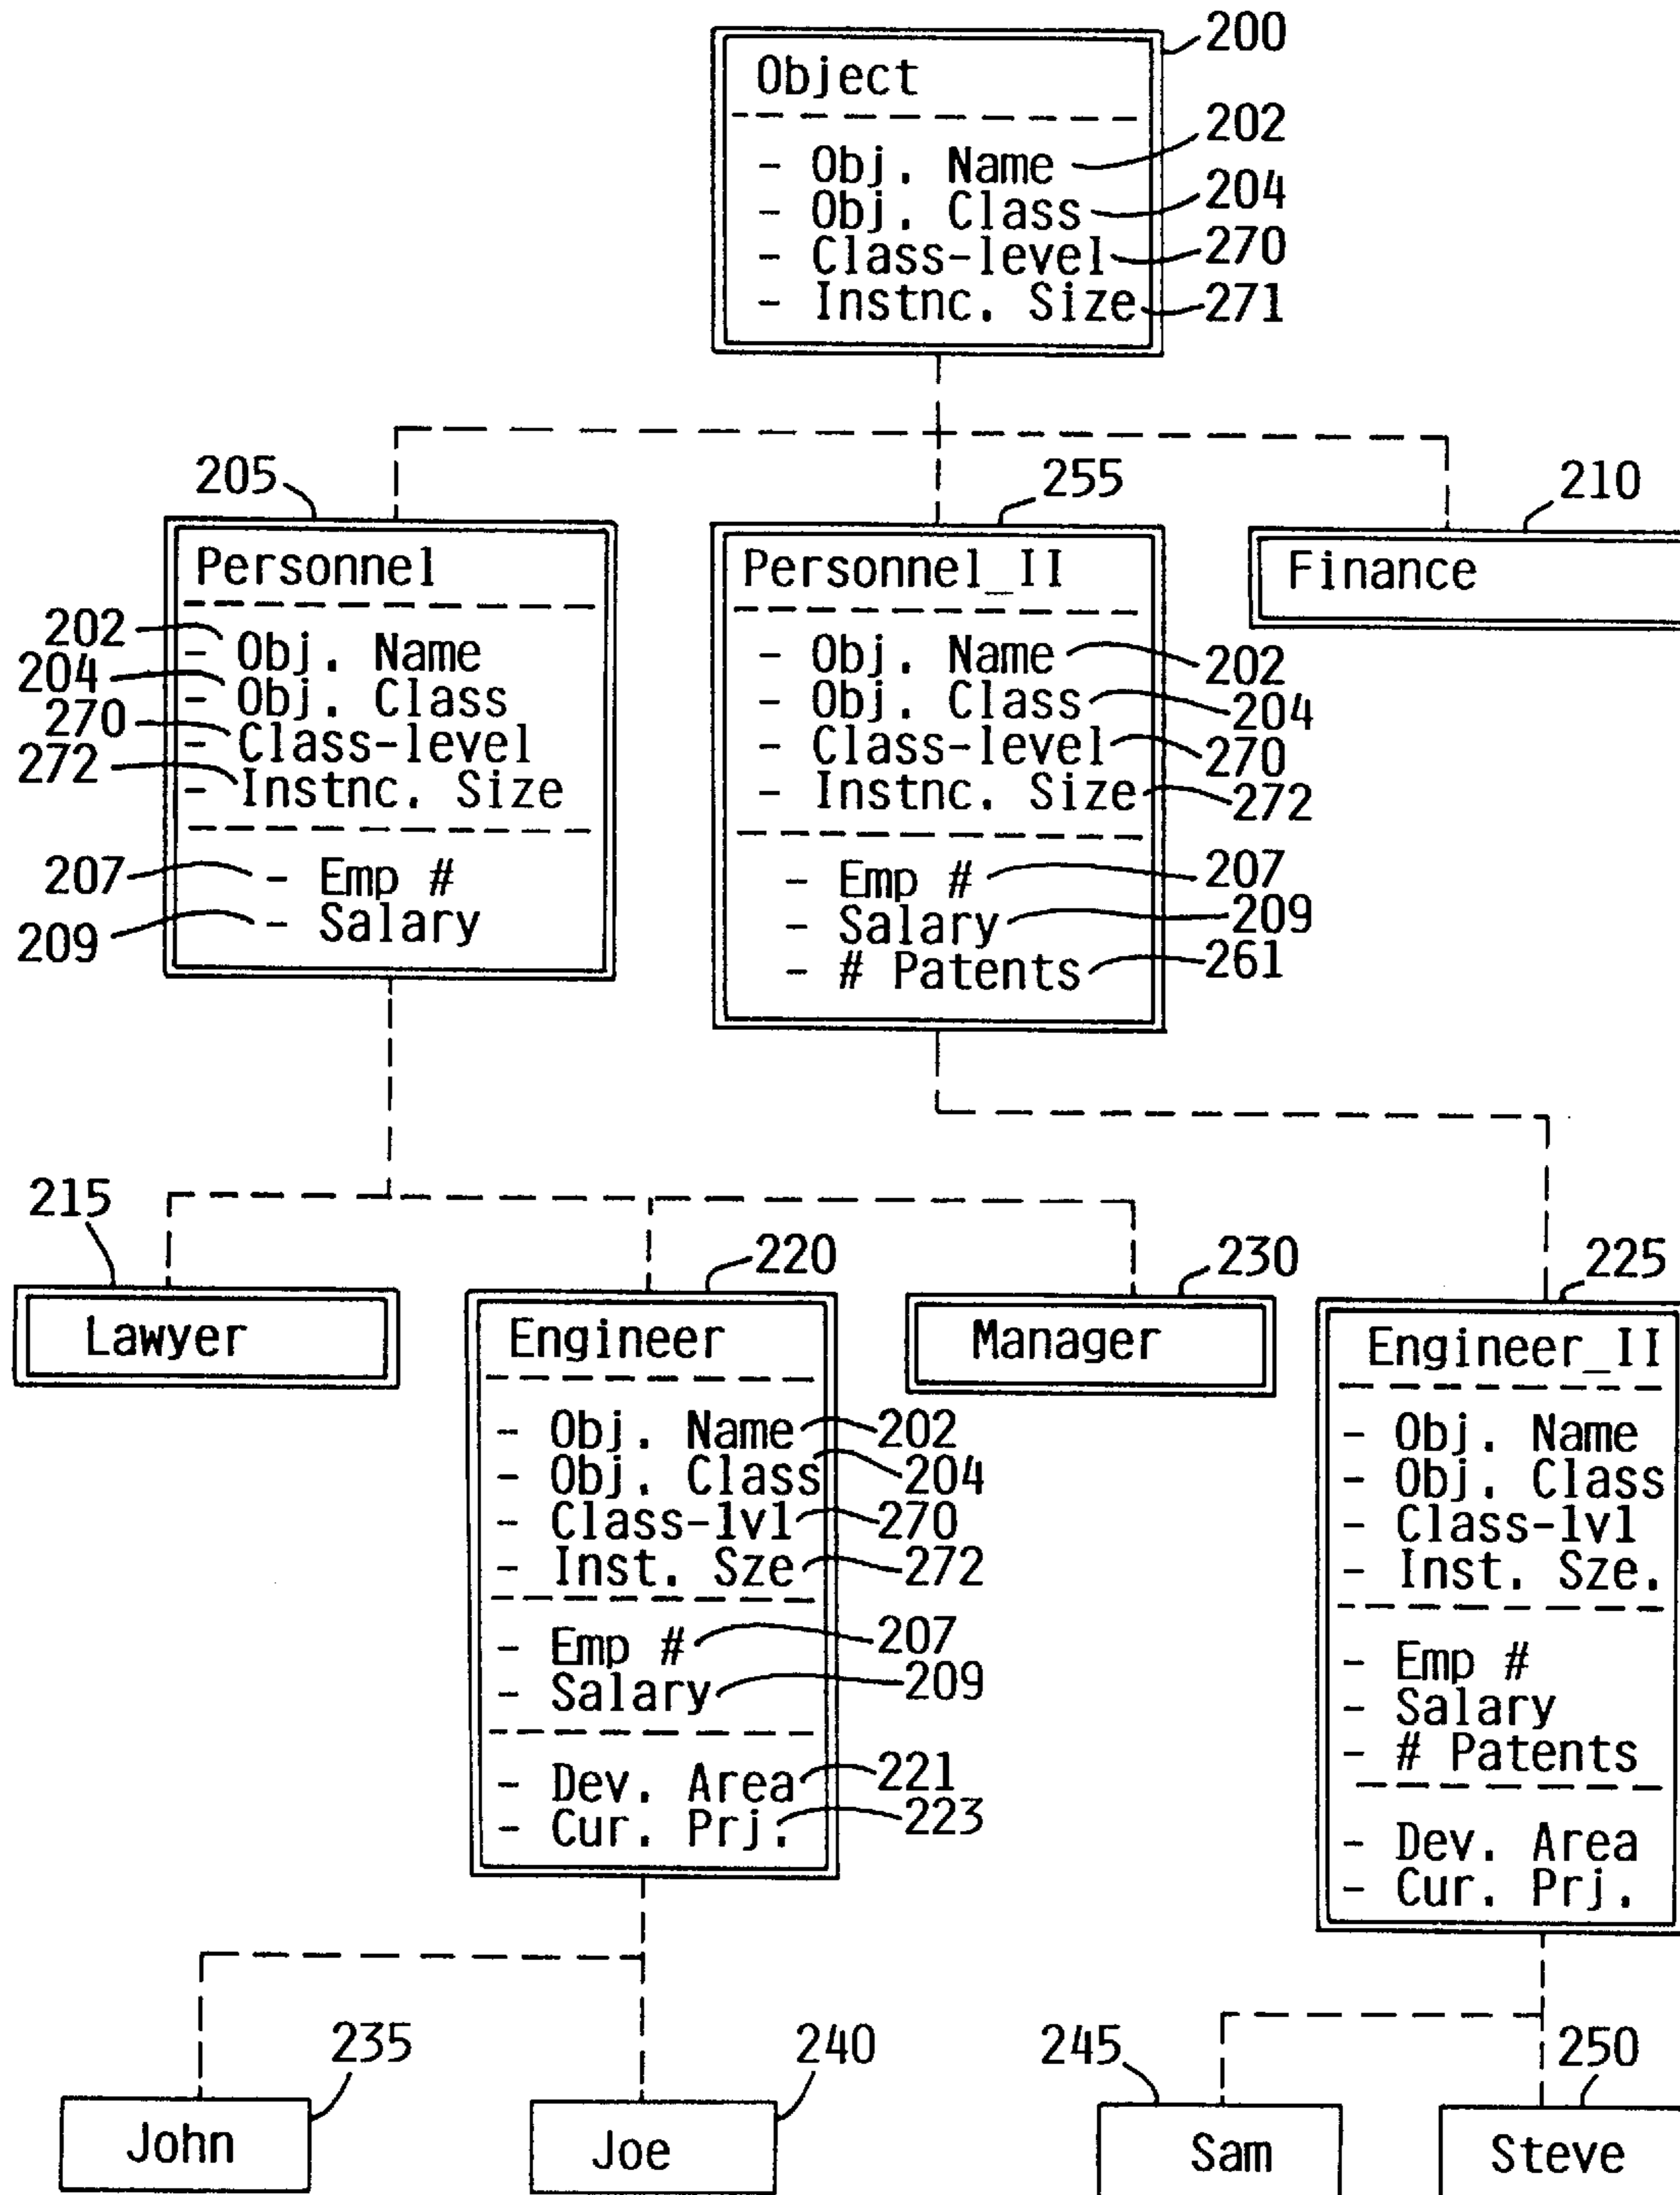 200
Object
- Obj. Name 202
- Obj. Class 204
- Class-level 270
- Instnc. Size 271
205
Personnel
202 - Obj. Name
204 - Obj. Class
270 - Class-level
272 - Instnc. Size
207 - Emp #
209 - Salary
255
Personnel_II
- Obj. Name 202
- Obj. Class 204
- Class-level 270
- Instnc. Size 272
- Emp # 207
- Salary 209
- # Patents 261
210
Finance
215
Lawyer
220
Engineer
- Obj. Name 202
- Obj. Class 204
- Class-lvl 270
- Inst. Sze 272
- Emp # 207
- Salary 209
- Dev. Area 221
- Cur. Prj. 223
230
Manager
225
Engineer_II
- Obj. Name
- Obj. Class
- Class-lvl
- Inst. Sze.
- Emp #
- Salary
- # Patents
- Dev. Area
- Cur. Prj.
235
John
240
Joe
245
Sam
250
Steve